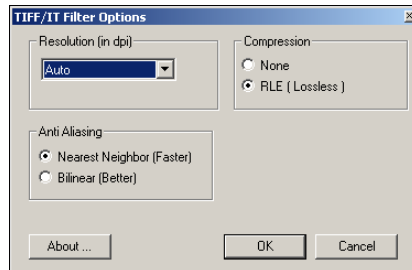 TIFF/IT Filter Options
Resolution (in dpi)
Auto
Compression
None
RLE ( Lossless )
Anti Aliasing
Nearest Neighbor (Faster)
Bilinear (Better)
About ...
OK
Cancel